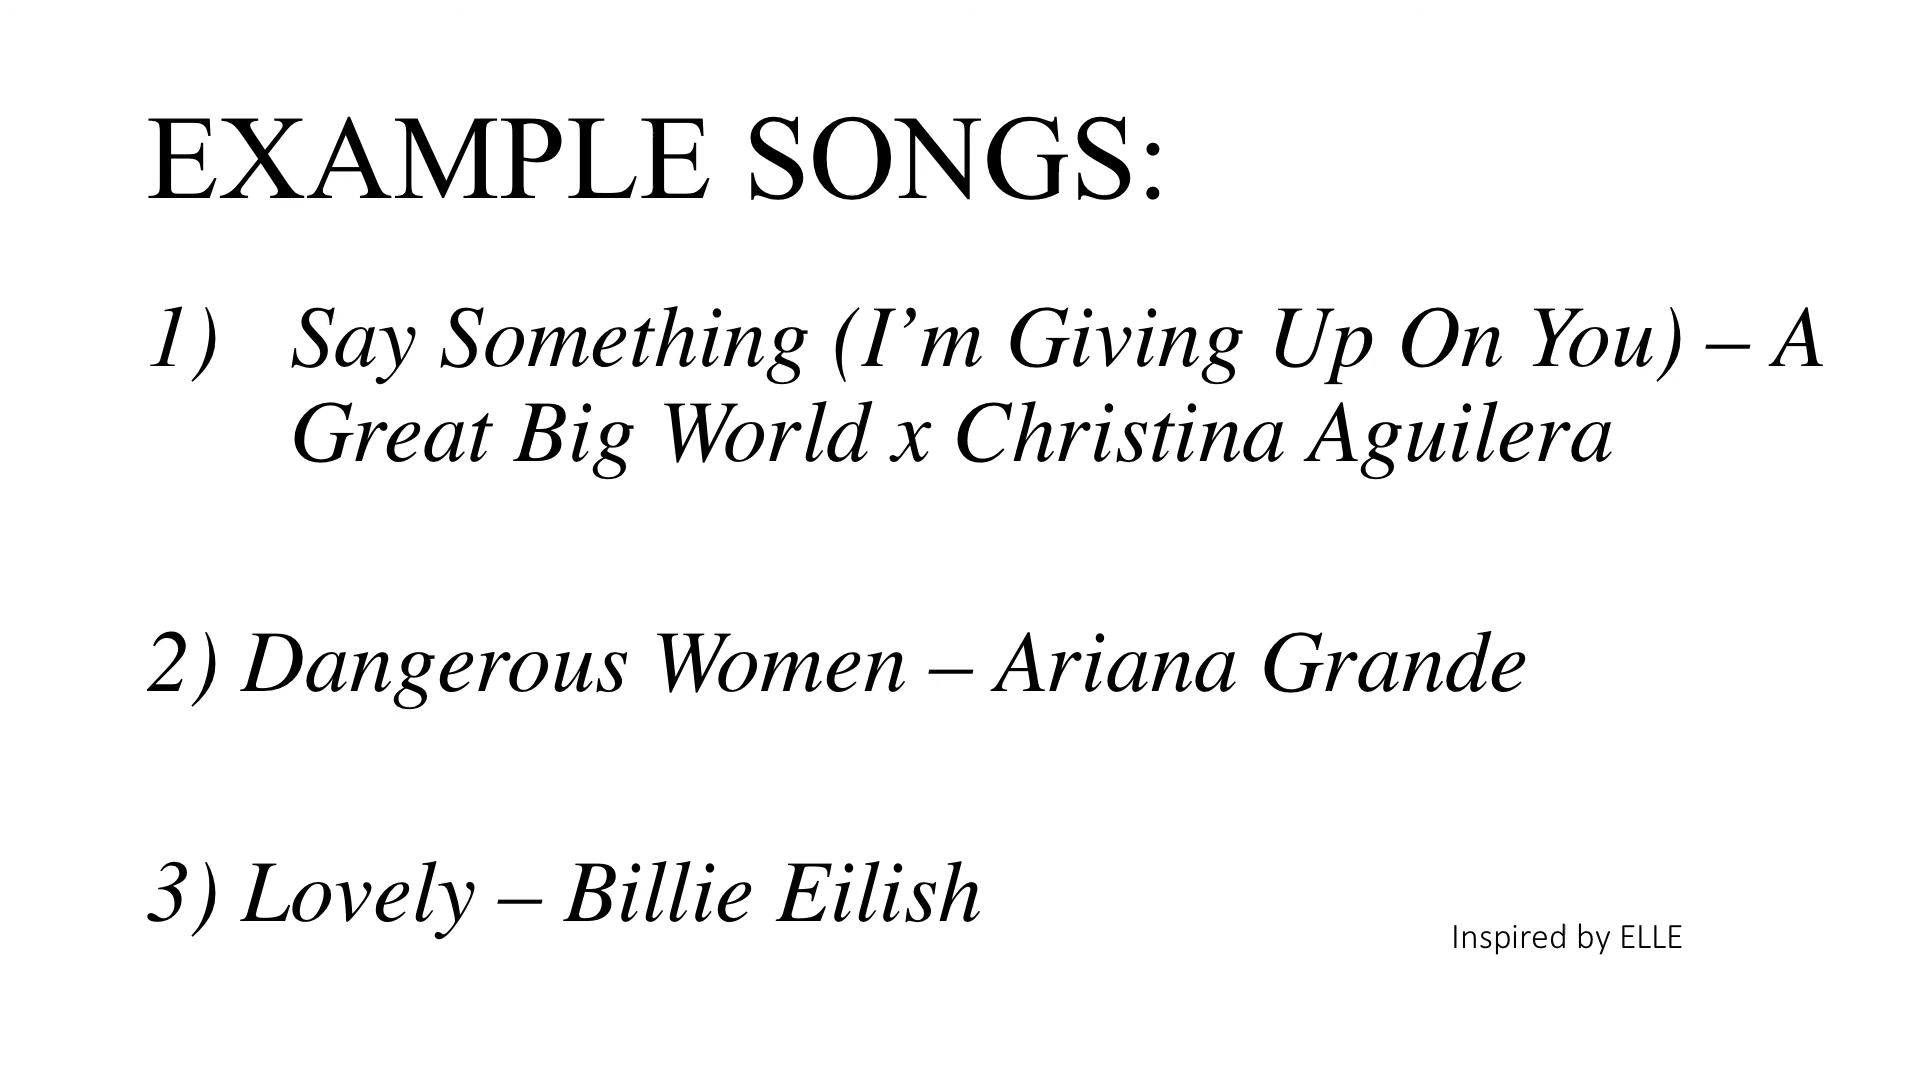 EXAMPLE SONGS:
1) Say Something (I’m Giving Up On You) – A
Great Big World x Christina Aguilera
2) Dangerous Women – Ariana Grande
3) Lovely – Billie Eilish
Inspired by ELLE